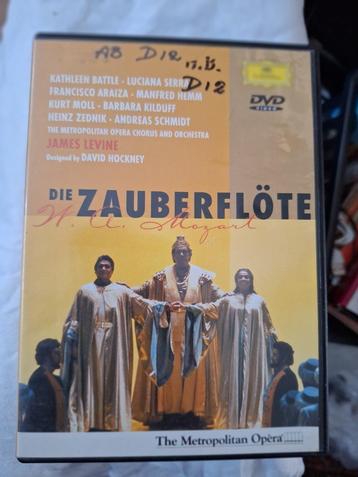 AB D12 17.B.
D12
KATHLEEN BATTLE · LUCIANA SERRA
FRANCISCO ARAIZA · MANFRED HEMM
KURT MOLL · BARBARA KILDUFF
HEINZ ZEDNIK · ANDREAS SCHMIDT
THE METROPOLITAN OPERA CHORUS AND ORCHESTRA
JAMES LEVINE
Designed by DAVID HOCKNEY
DVD
VIDEO
DIE ZAUBERFLÖTE
W. A. Mozart
The Metropolitan Opera